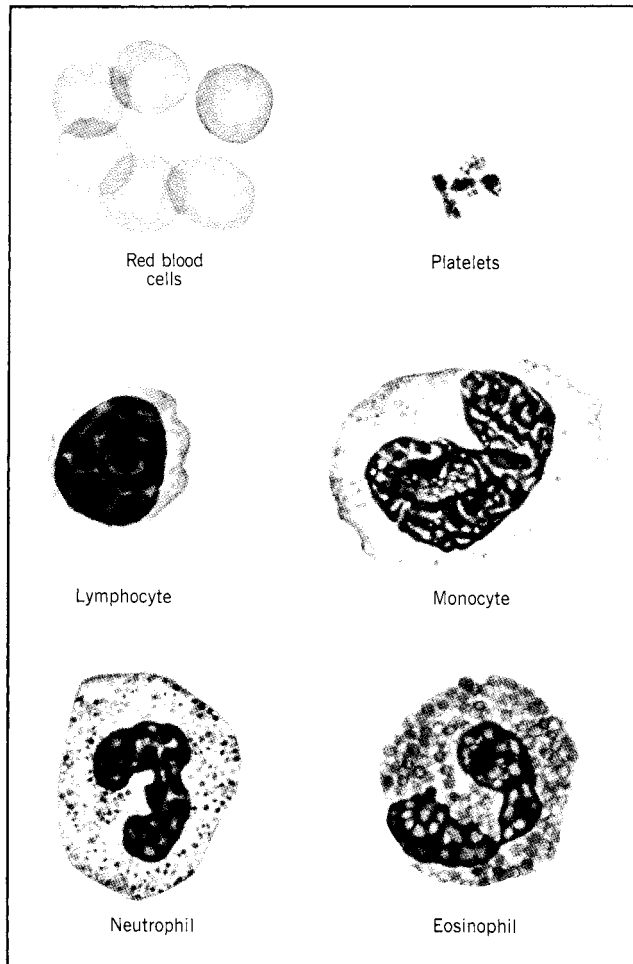 Red blood
cells
Platelets
Lymphocyte
Monocyte
Neutrophil
Eosinophil